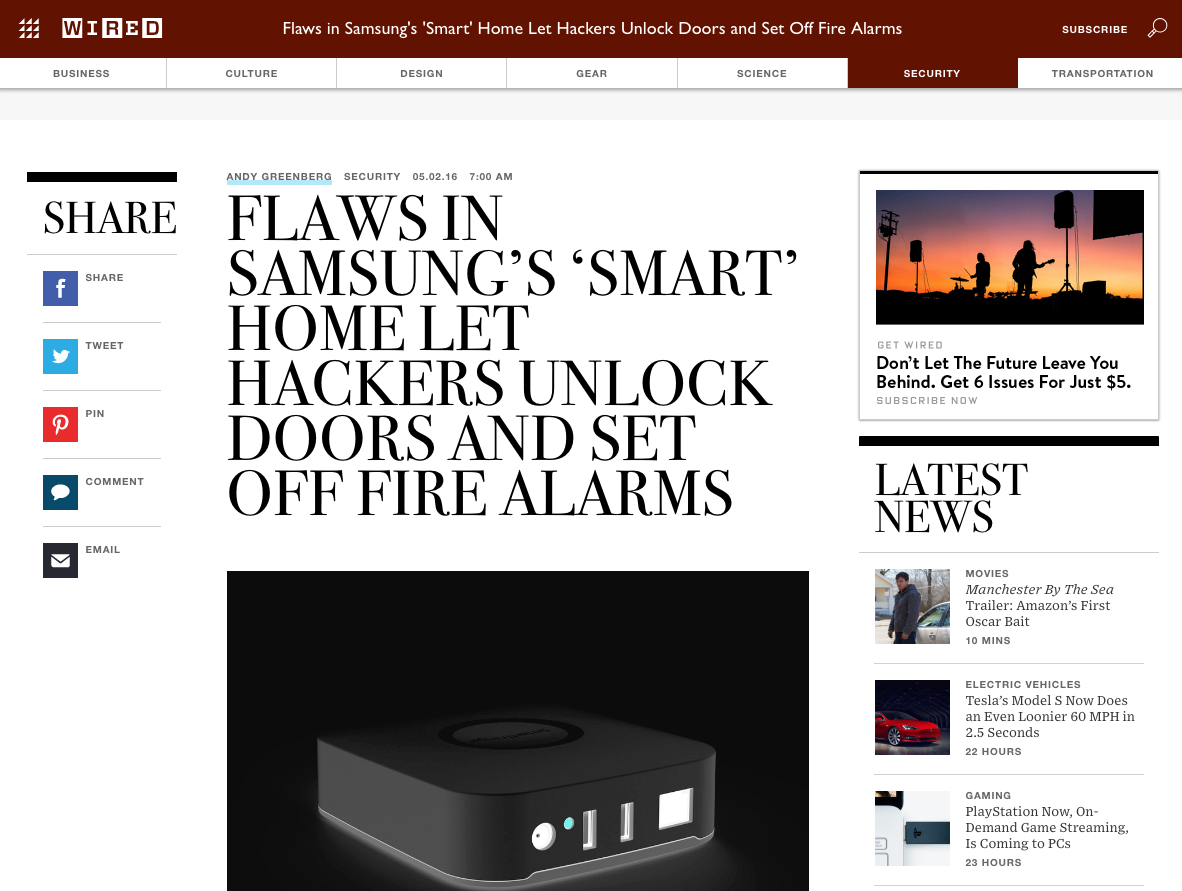 WIRED
Flaws in Samsung's 'Smart' Home Let Hackers Unlock Doors and Set Off Fire Alarms
SUBSCRIBE
BUSINESS
CULTURE
DESIGN
GEAR
SCIENCE
SECURITY
TRANSPORTATION
SHARE
SHARE
TWEET
PIN
COMMENT
EMAIL
ANDY GREENBERG SECURITY 05.02.16 7:00 AM
FLAWS IN
SAMSUNG’S ‘SMART’
HOME LET
HACKERS UNLOCK
DOORS AND SET
OFF FIRE ALARMS
GET WIRED
Don’t Let The Future Leave You
Behind. Get 6 Issues For Just $5.
SUBSCRIBE NOW
LATEST
NEWS
MOVIES
Manchester By The Sea
Trailer: Amazon’s First
Oscar Bait
10 MINS
ELECTRIC VEHICLES
Tesla’s Model S Now Does
an Even Loonier 60 MPH in
2.5 Seconds
22 HOURS
GAMING
PlayStation Now, On-
Demand Game Streaming,
Is Coming to PCs
23 HOURS